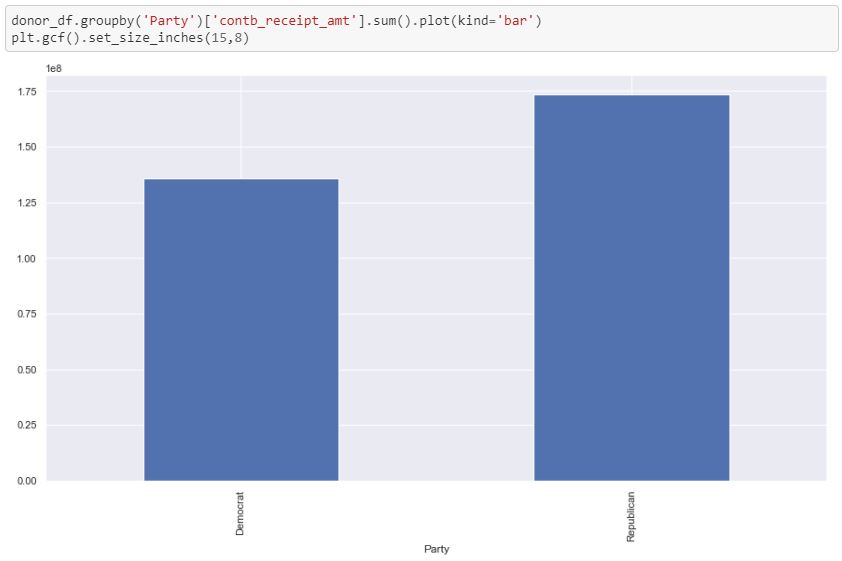 donor_df.groupby('Party')['contb_receipt_amt'].sum().plot(kind='bar')
plt.gcf().set_size_inches(15,8)
1e8
1.75
1.50
1.25
1.00
0.75
0.50
0.25
0.00
Democrat
Republican
Party